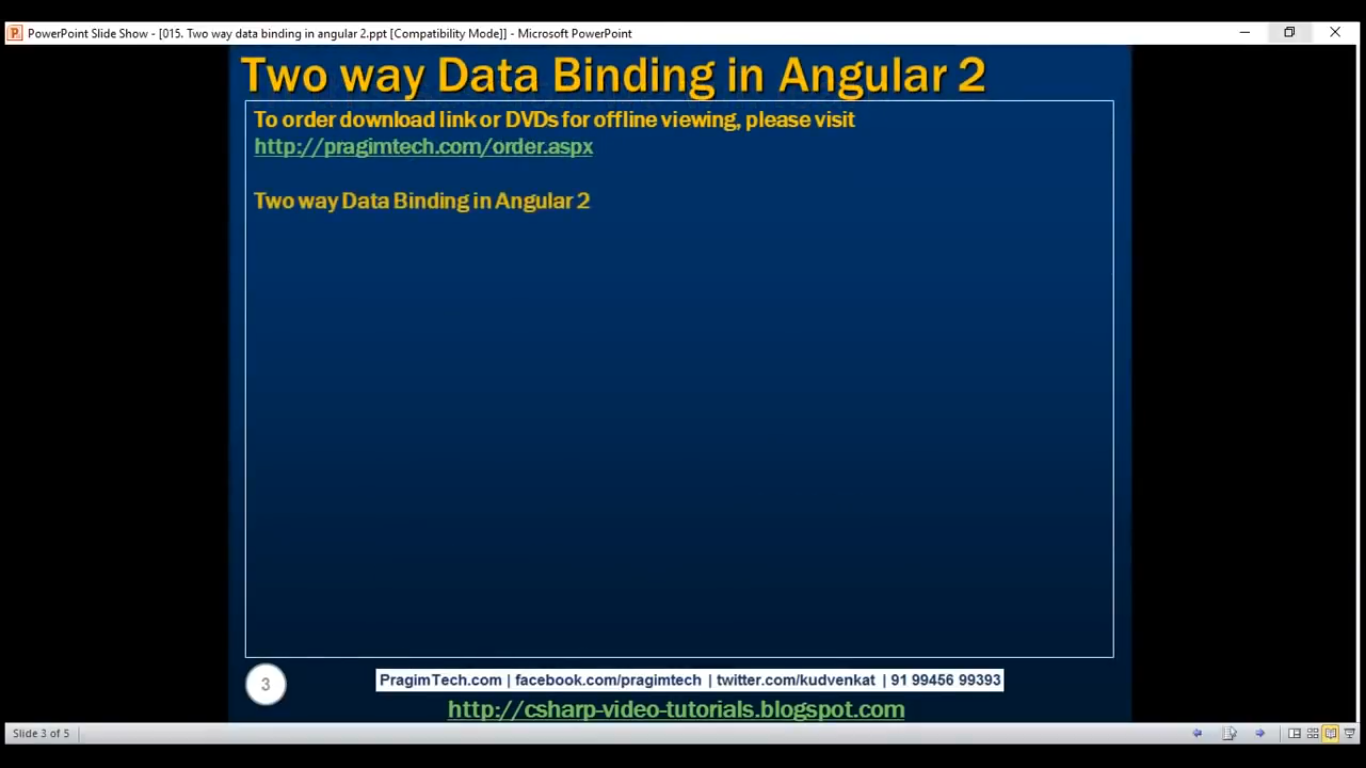 PowerPoint Slide Show - [015. Two way data binding in angular 2.ppt [Compatibility Mode]] - Microsoft PowerPoint
Two way Data Binding in Angular 2
To order download link or DVDs for offline viewing, please visit
http://pragimtech.com/order.aspx
Two way Data Binding in Angular 2
3
PragimTech.com | facebook.com/pragimtech | twitter.com/kudvenkat | 91 99456 99393
http://csharp-video-tutorials.blogspot.com
Slide 3 of 5